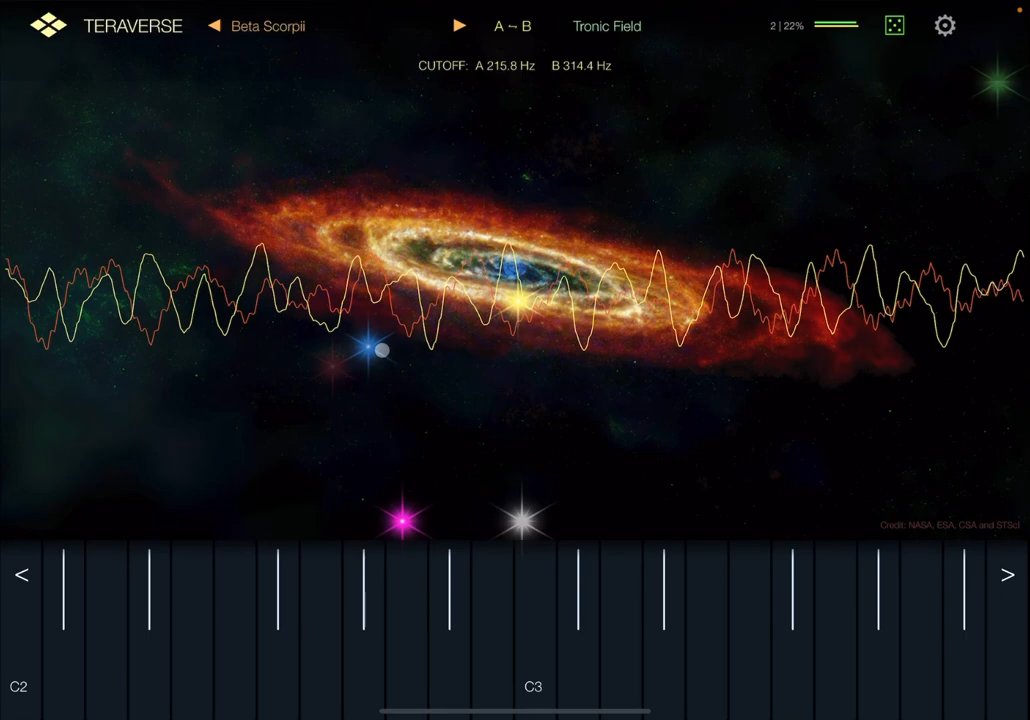 TERAVERSE
Beta Scorpii
A – B
Tronic Field
2 | 22%
CUTOFF: A 215.8 Hz B 314.4 Hz
Credit: NASA, ESA, CSA and STScI
< >
C2 C3